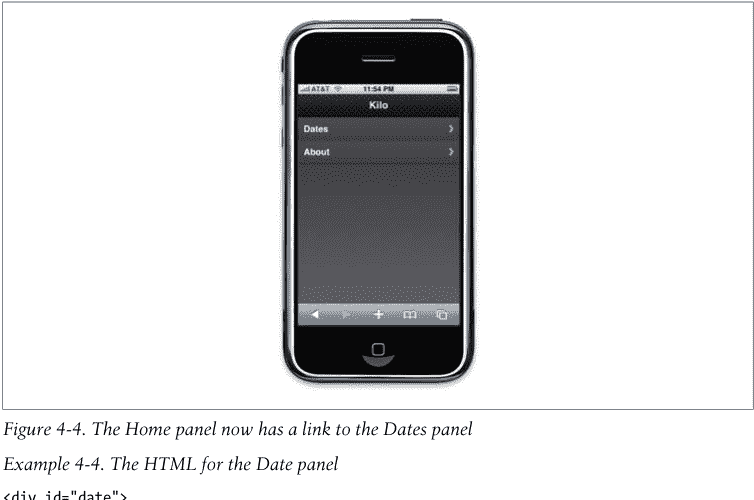 AT&T 11:54 PM
Kilo
Dates
About
Figure 4-4. The Home panel now has a link to the Dates panel
Example 4-4. The HTML for the Date panel
<div id="date">